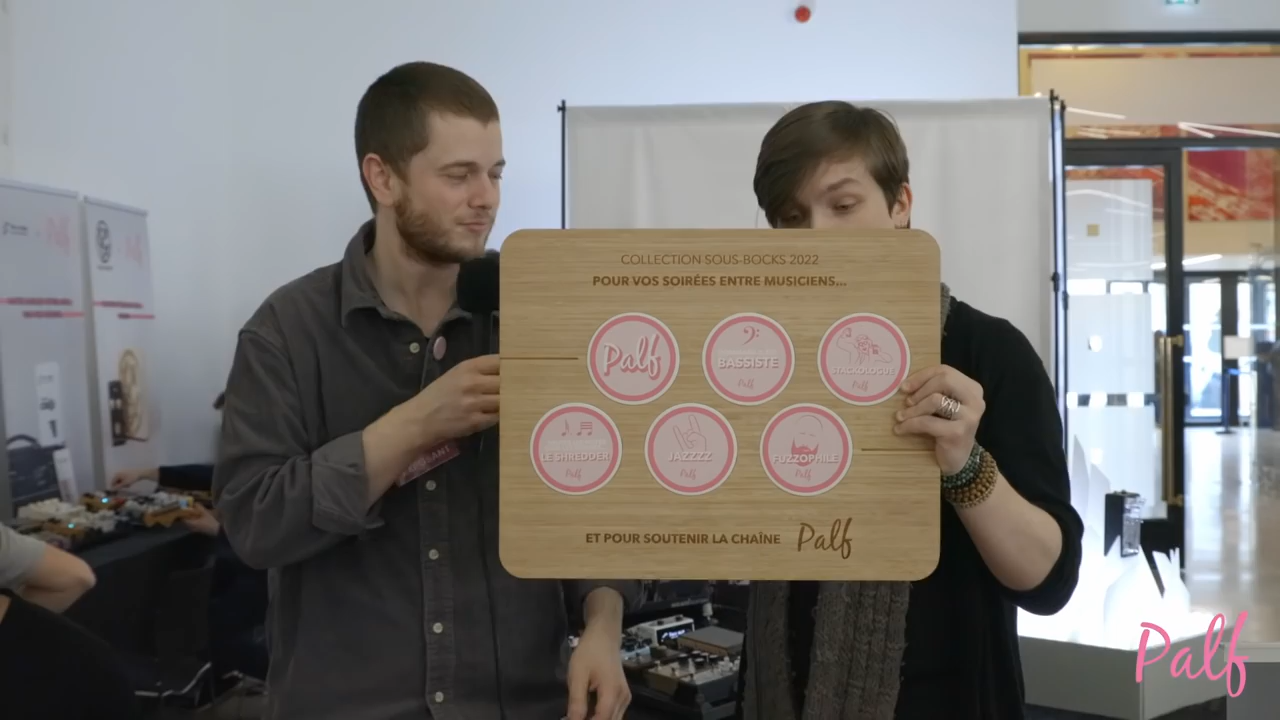 COLLECTION SOUS-BOCKS 2022
POUR VOS SOIRÉES ENTRE MUSICIENS...
Palf
BASSISTE
Palf
STACKOLOGUE
Palf
LE SHREDDER
Palf
JAZZZZ
Palf
FUZZOPHILE
Palf
ET POUR SOUTENIR LA CHAÎNE Palf
Palf